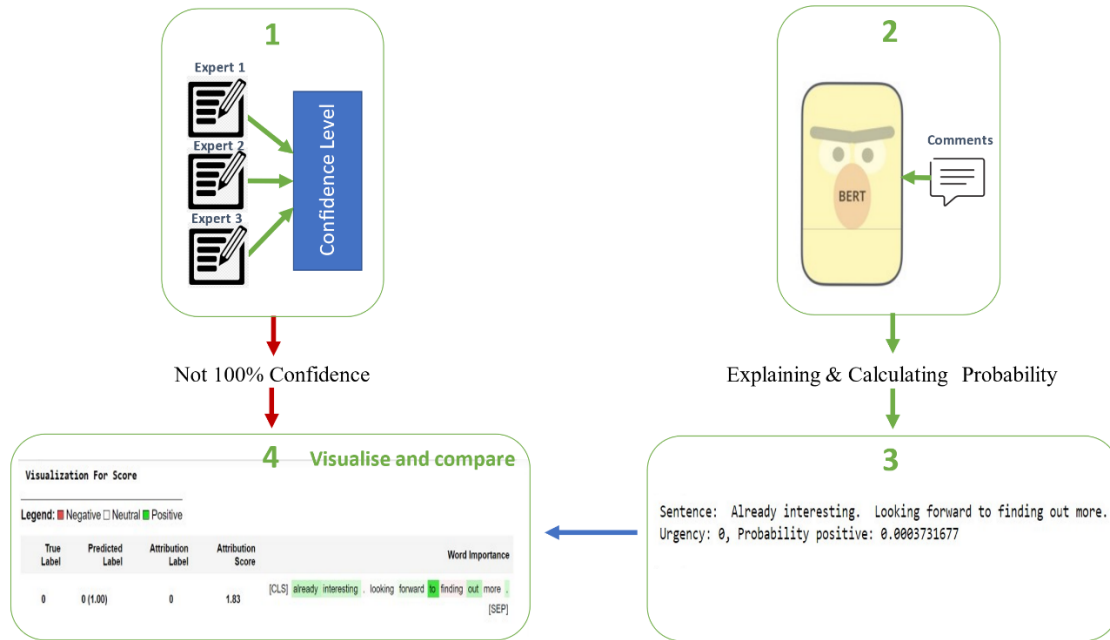 1
Expert 1
Expert 2
Expert 3
Confidence Level
Not 100% Confidence
2
Comments
BERT
Explaining & Calculating Probability
3
Sentence: Already interesting. Looking forward to finding out more.
Urgency: 0, Probability positive: 0.0003731677
4 Visualise and compare
Visualization For Score
Legend: Negative Neutral Positive
True Label Predicted Label Attribution Label Attribution Score Word Importance
0 0 (1.00) 0 1.83 [CLS] already interesting . looking forward to finding out more .
[SEP]